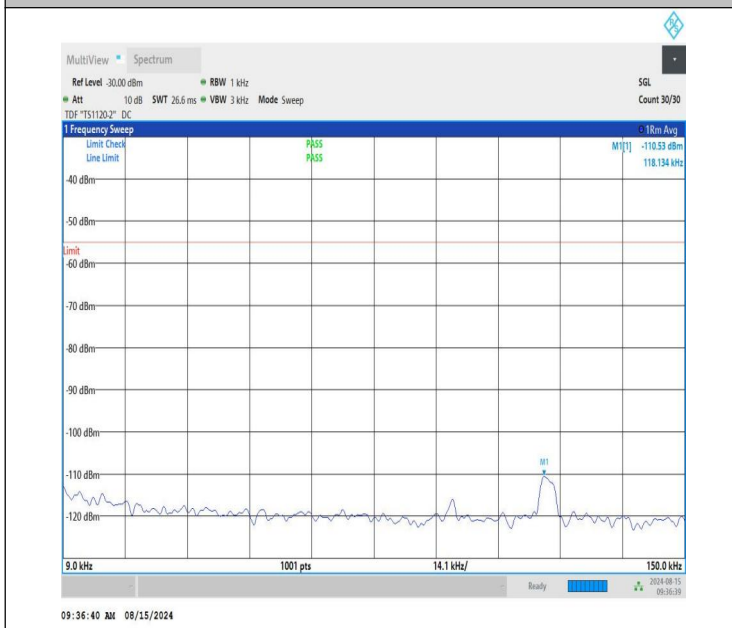 MultiView Spectrum
Ref Level -30.00 dBm RBW 1 kHz SGL
Att 10 dB SWT 26.6 ms VBW 3 kHz Mode Sweep Count 30/30
TDF "TS1120-2" DC
1 Frequency Sweep 1Rm Avg
Limit Check PASS M1[1] -110.53 dBm
Line Limit PASS 118.134 kHz
-40 dBm
-50 dBm
Limit
-60 dBm
-70 dBm
-80 dBm
-90 dBm
-100 dBm
M1
-110 dBm
-120 dBm
9.0 kHz 1001 pts 14.1 kHz/ 150.0 kHz
Ready 2024-08-15
09:36:39
09:36:40 AM 08/15/2024